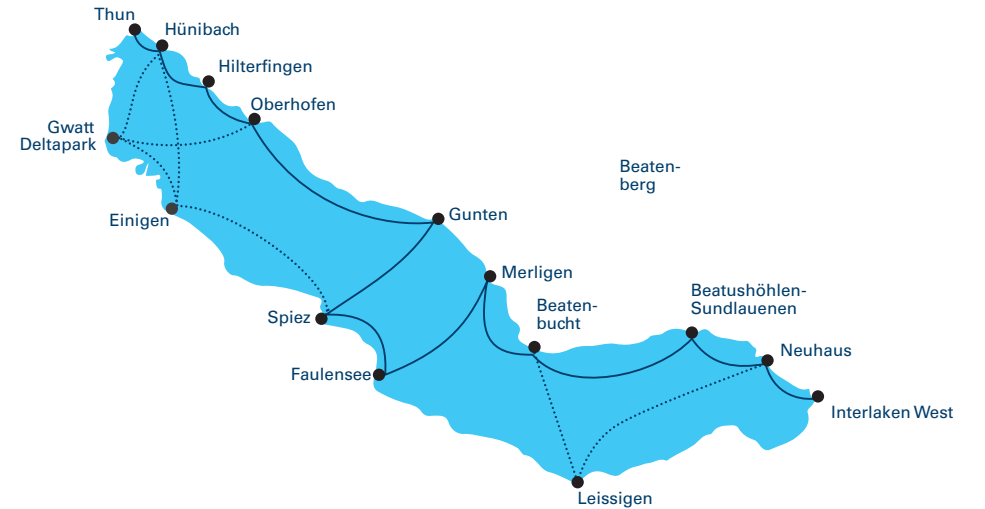 Thun
Hünibach
Hilterfingen
Oberhofen
Gwatt
Deltapark
Beaten-
berg
Einigen
Gunten
Merligen
Beatushöhlen-
Sundlauenen
Beaten-
bucht
Spiez
Neuhaus
Faulensee
Interlaken West
Leissigen